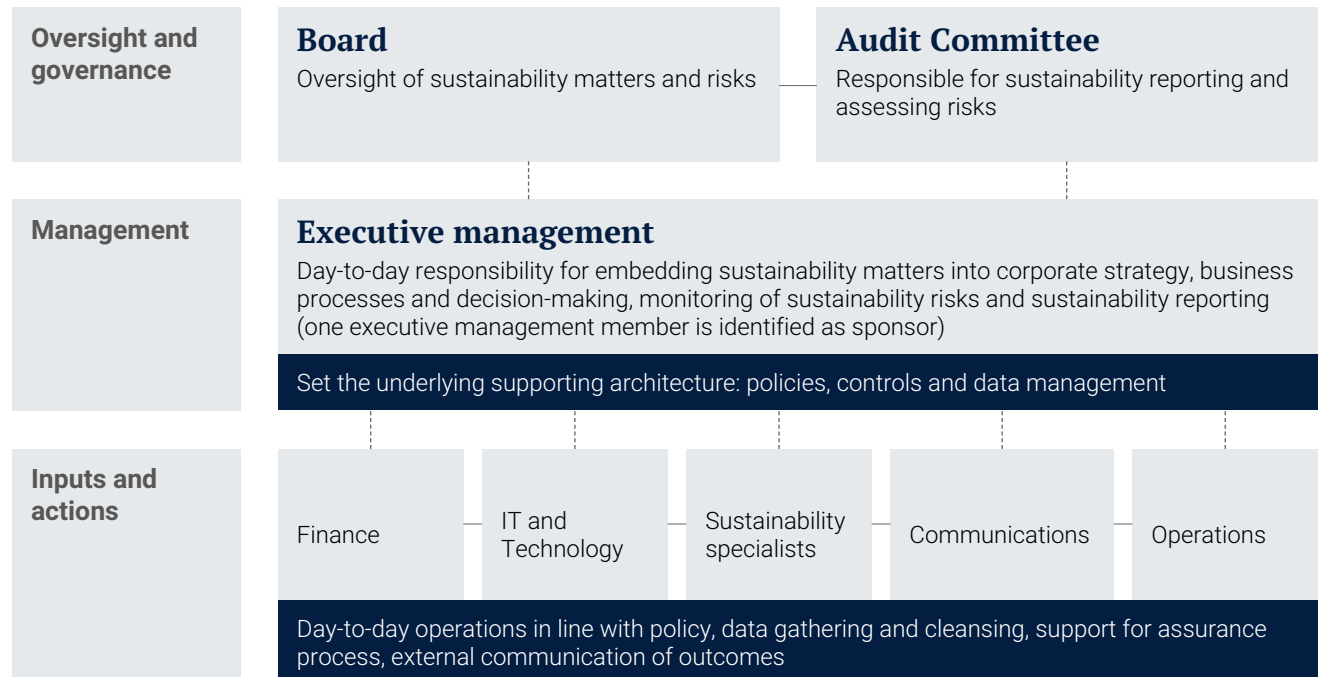 Oversight and
governance
Board
Oversight of sustainability matters and risks
Audit Committee
Responsible for sustainability reporting and
assessing risks
Management
Executive management
Day-to-day responsibility for embedding sustainability matters into corporate strategy, business
processes and decision-making, monitoring of sustainability risks and sustainability reporting
(one executive management member is identified as sponsor)
Set the underlying supporting architecture: policies, controls and data management
Inputs and
actions
Finance
IT and
Technology
Sustainability
specialists
Communications
Operations
Day-to-day operations in line with policy, data gathering and cleansing, support for assurance
process, external communication of outcomes